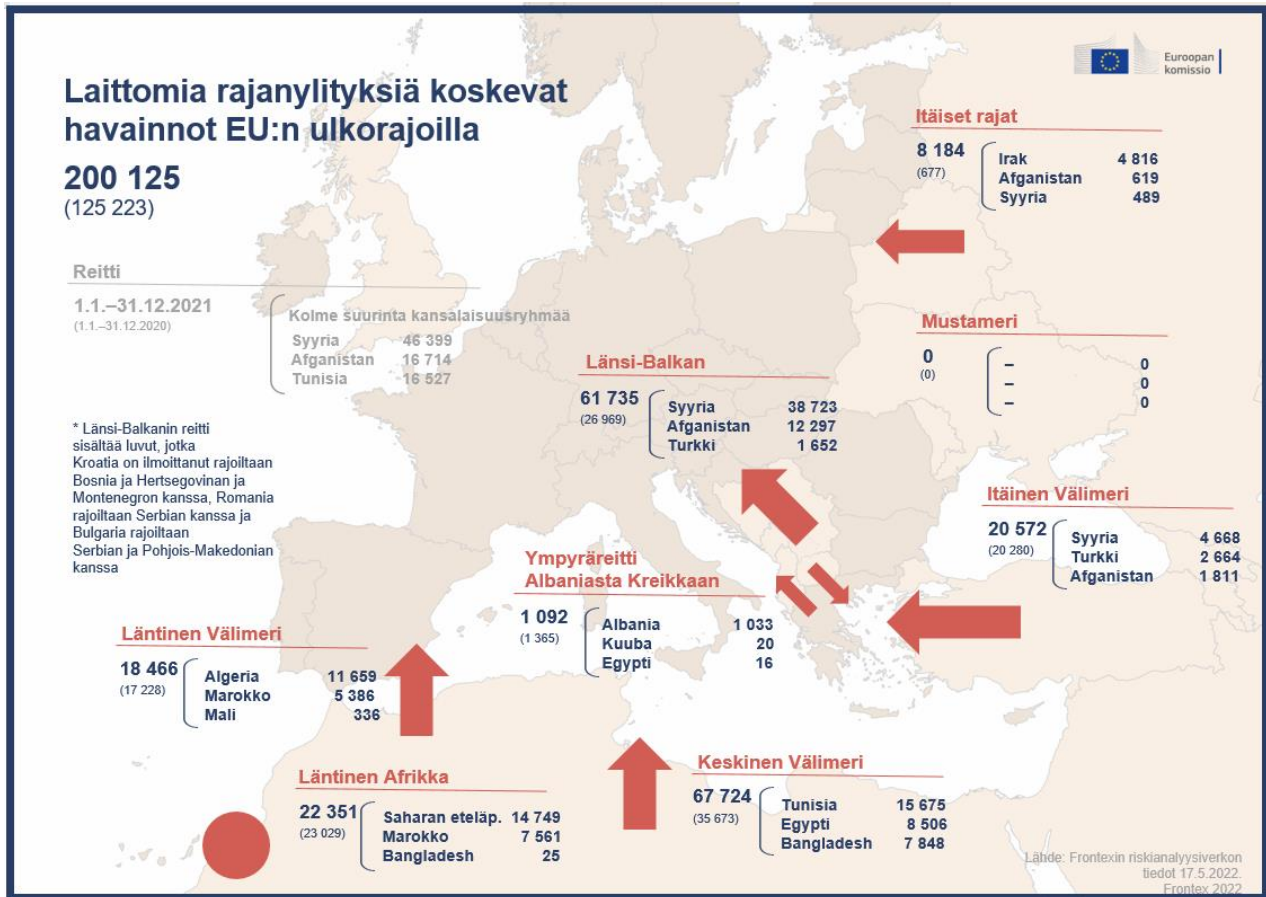 Laittomia rajanylityksiä koskevat
havainnot EU:n ulkorajoilla
200 125
(125 223)
Euroopan
komissio
Reitti
1.1.–31.12.2021
(1.1.–31.12.2020)
Kolme suurinta kansalaisuusryhmää
Syyria 46 399
Afganistan 16 714
Tunisia 16 527
* Länsi-Balkanin reitti
sisältää luvut, jotka
Kroatia on ilmoittanut rajoiltaan
Bosnia ja Hertsegovinan ja
Montenegron kanssa, Romania
rajoiltaan Serbian kanssa ja
Bulgaria rajoiltaan
Serbian ja Pohjois-Makedonian
kanssa
Itäiset rajat
8 184
(677)
Irak 4 816
Afganistan 619
Syyria 489
Mustameri
0
(0)
– 0
– 0
– 0
Länsi-Balkan
61 735
(26 969)
Syyria 38 723
Afganistan 12 297
Turkki 1 652
Itäinen Välimeri
20 572
(20 280)
Syyria 4 668
Turkki 2 664
Afganistan 1 811
Ympyräreitti
Albaniasta Kreikkaan
1 092
(1 365)
Albania 1 033
Kuuba 20
Egypti 16
Läntinen Välimeri
18 466
(17 228)
Algeria 11 659
Marokko 5 386
Mali 336
Läntinen Afrikka
22 351
(23 029)
Saharan eteläp. 14 749
Marokko 7 561
Bangladesh 25
Keskinen Välimeri
67 724
(35 673)
Tunisia 15 675
Egypti 8 506
Bangladesh 7 848
Lähde: Frontexin riskianalyysiverkon
tiedot 17.5.2022.
Frontex 2022